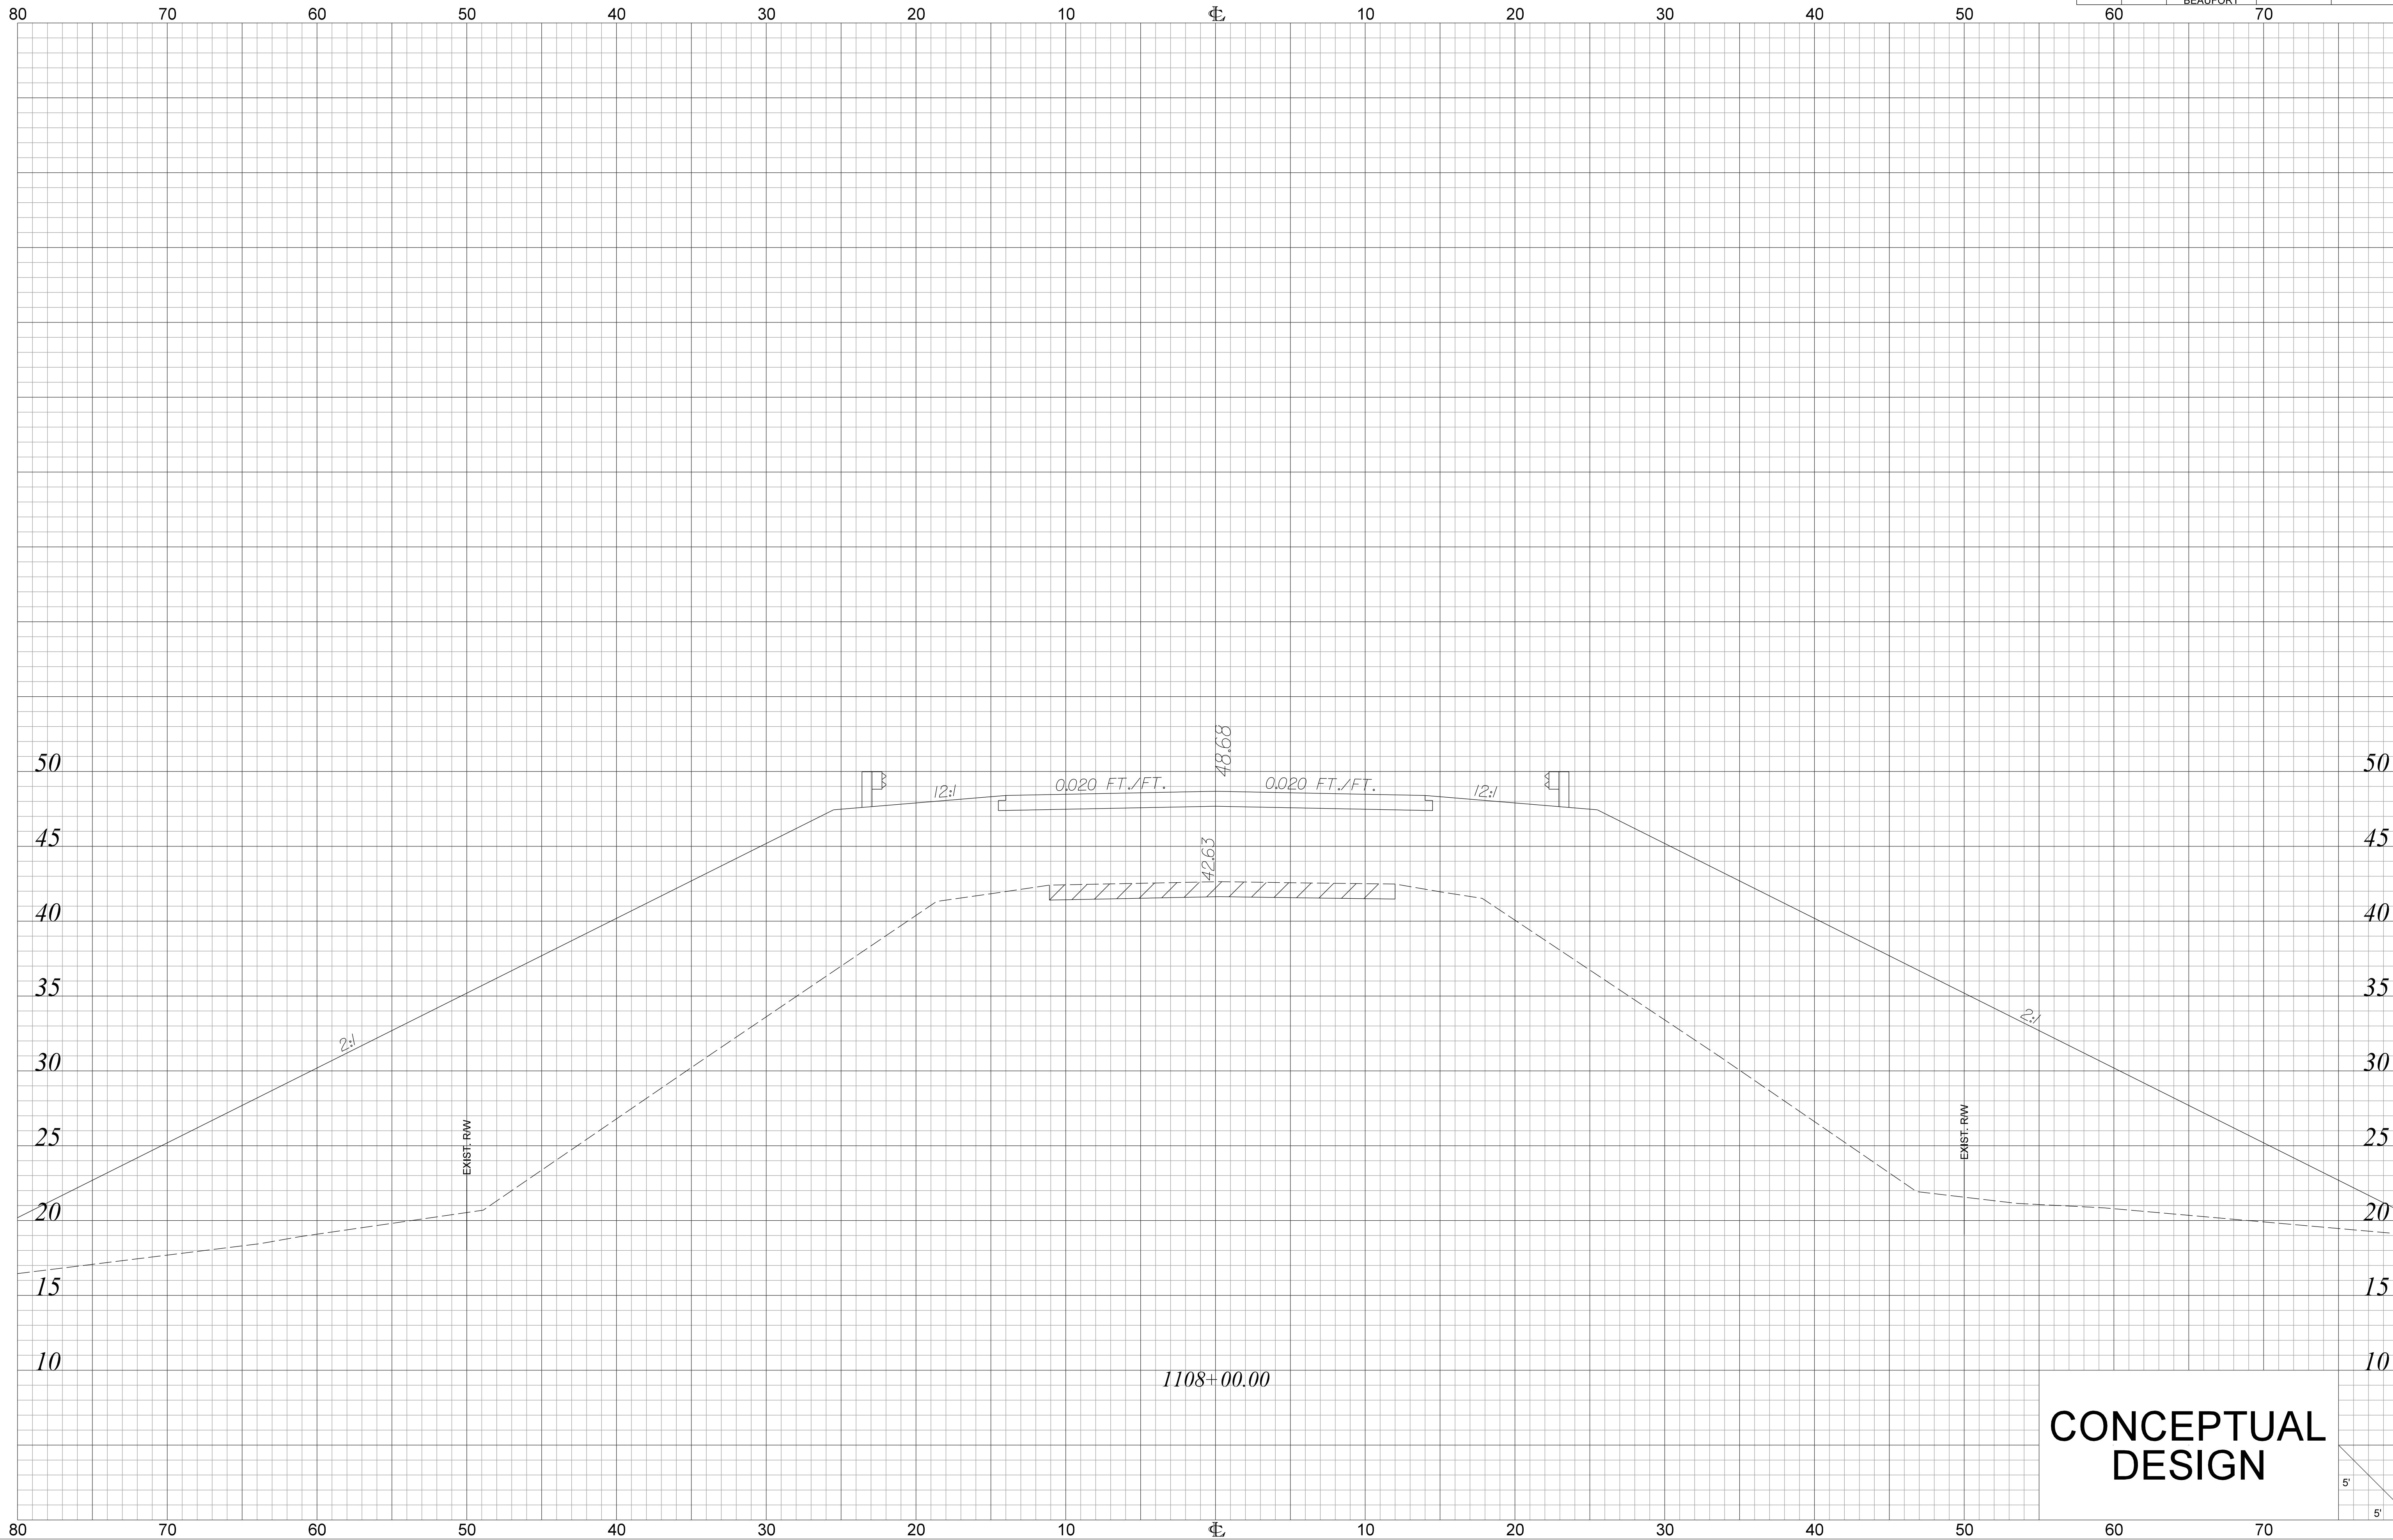 BEAUFORT
80 70 60 50 40 30 20 10 ℄ 10 20 30 40 50 60 70
48.68
50 50
0.020 FT./FT. 0.020 FT./FT.
12:1 12:1
45 45
42.63
40 40
35 35
2:1 2:1
30 30
EXIST. R/W EXIST. R/W
25 25
20 20
15 15
10 10
1108+00.00
CONCEPTUAL
DESIGN
5'
5'
80 70 60 50 40 30 20 10 ℄ 10 20 30 40 50 60 70